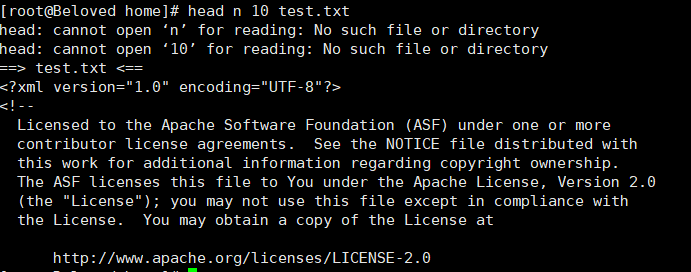 [root@Beloved home]# head n 10 test.txt
head: cannot open ‘n’ for reading: No such file or directory
head: cannot open ‘10’ for reading: No such file or directory
==> test.txt <==
<?xml version="1.0" encoding="UTF-8"?>
<!--
  Licensed to the Apache Software Foundation (ASF) under one or more
  contributor license agreements.  See the NOTICE file distributed with
  this work for additional information regarding copyright ownership.
  The ASF licenses this file to You under the Apache License, Version 2.0
  (the "License"); you may not use this file except in compliance with
  the License.  You may obtain a copy of the License at

      http://www.apache.org/licenses/LICENSE-2.0